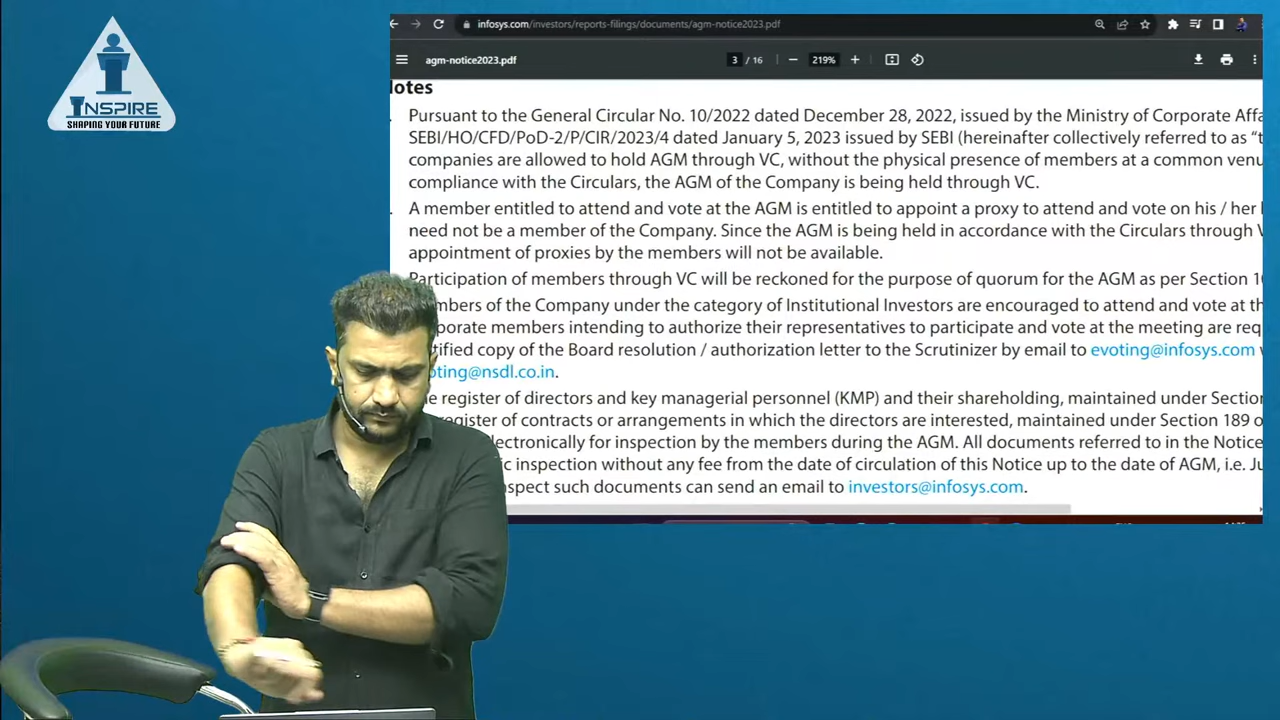 INSPIRE
SHAPING YOUR FUTURE
infosys.com/investors/reports-filings/documents/agm-notice2023.pdf
agm-notice2023.pdf
3 / 16
219%
otes
Pursuant to the General Circular No. 10/2022 dated December 28, 2022, issued by the Ministry of Corporate Affa
SEBI/HO/CFD/PoD-2/P/CIR/2023/4 dated January 5, 2023 issued by SEBI (hereinafter collectively referred to as “t
companies are allowed to hold AGM through VC, without the physical presence of members at a common venu
compliance with the Circulars, the AGM of the Company is being held through VC.
A member entitled to attend and vote at the AGM is entitled to appoint a proxy to attend and vote on his / her
need not be a member of the Company. Since the AGM is being held in accordance with the Circulars through V
appointment of proxies by the members will not be available.
Participation of members through VC will be reckoned for the purpose of quorum for the AGM as per Section 1
mbers of the Company under the category of Institutional Investors are encouraged to attend and vote at th
porate members intending to authorize their representatives to participate and vote at the meeting are req
tified copy of the Board resolution / authorization letter to the Scrutinizer by email to evoting@infosys.com
oting@nsdl.co.in.
e register of directors and key managerial personnel (KMP) and their shareholding, maintained under Section
register of contracts or arrangements in which the directors are interested, maintained under Section 189 o
lectronically for inspection by the members during the AGM. All documents referred to in the Notice
c inspection without any fee from the date of circulation of this Notice up to the date of AGM, i.e. Ju
nspect such documents can send an email to investors@infosys.com.